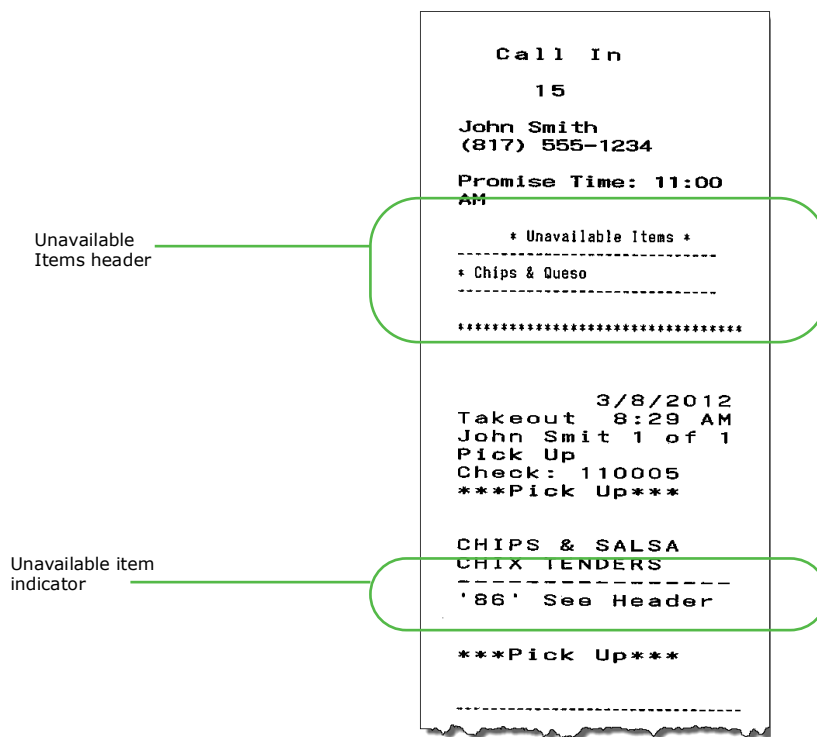 Call In
15
John Smith
(817) 555-1234
Promise Time: 11:00
AM
Unavailable
Items header
* Unavailable Items *
------------------------------------
* Chips & Queso
------------------------------------
*********************************
3/8/2012
Takeout 8:29 AM
John Smit 1 of 1
Pick Up
Check: 110005
***Pick Up***
CHIPS & SALSA
CHIX TENDERS
--------------------
Unavailable item
indicator
'86' See Header
***Pick Up***
------------------------------------